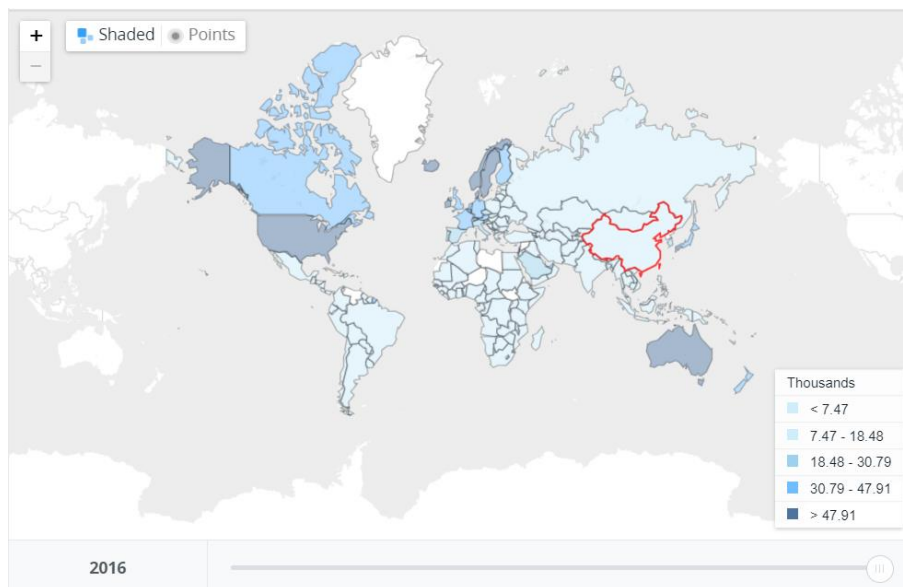 +
Shaded
Points
−
Thousands
< 7.47
7.47 - 18.48
18.48 - 30.79
30.79 - 47.91
> 47.91
2016